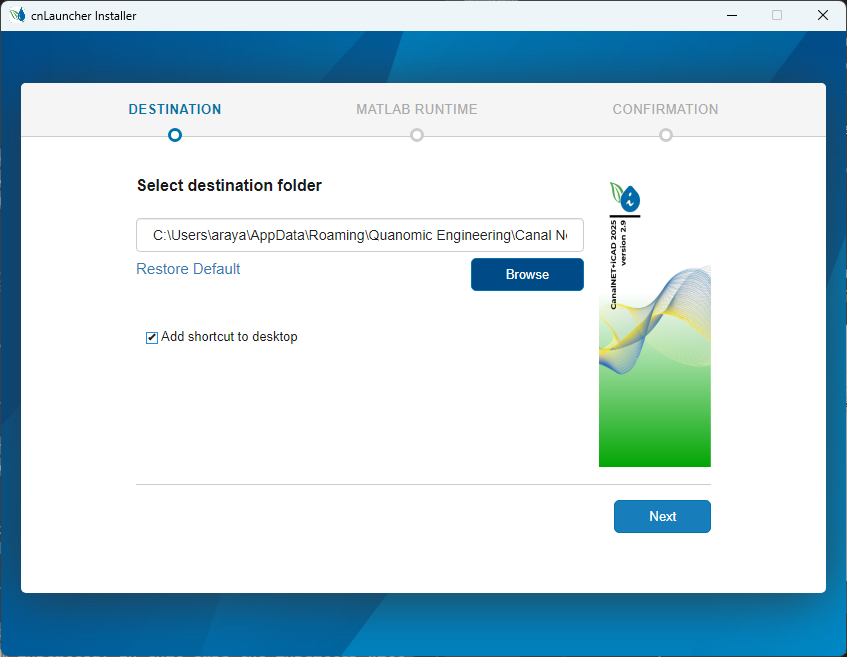 cnLauncher Installer
DESTINATION
MATLAB RUNTIME
CONFIRMATION
Select destination folder
C:\Users\araya\AppData\Roaming\Quanomic Engineering\Canal
Restore Default
Browse
Add shortcut to desktop
CanalNET+iCAD 2025
version 2.9
Next